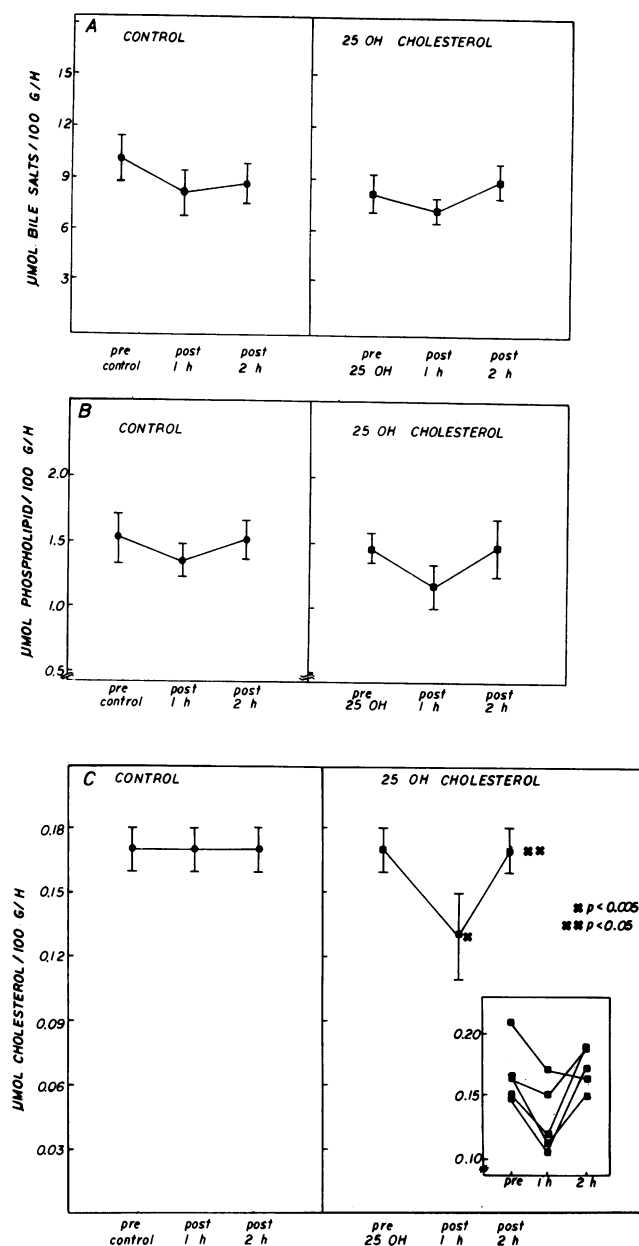 A
CONTROL
25 OH CHOLESTEROL
µMOL BILE SALTS/100 G/H
15
12
9
6
3
pre control
post 1 h
post 2 h
pre 25 OH
post 1 h
post 2 h
B
CONTROL
25 OH CHOLESTEROL
µMOL PHOSPHOLIPID/100 G/H
2.0
1.5
1.0
0.5
pre control
post 1 h
post 2 h
Pre 25 OH
post 1 h
post 2 h
C
CONTROL
25 OH CHOLESTEROL
µMOL CHOLESTEROL/100 G/H
0.18
0.15
0.12
0.09
0.06
0.03
✖ p<0.005
✖✖ p<0.05
0.20
0.15
0.10
pre
1 h
2 h
pre control
post 1 h
post 2 h
pre 25 OH
post 1 h
post 2 h